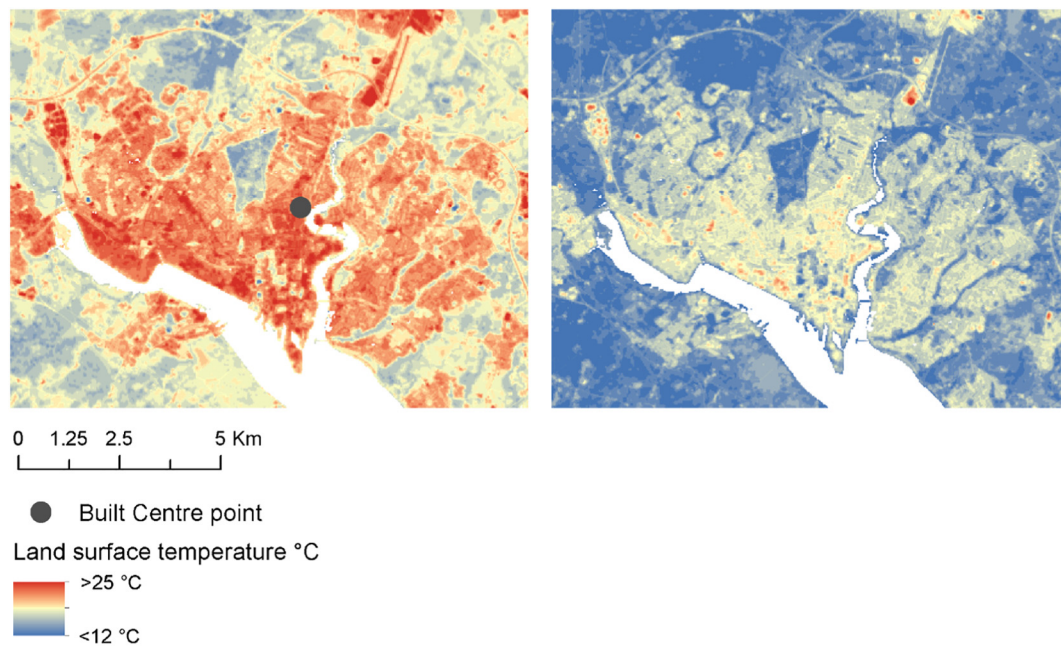 0 1.25 2.5 5 Km
Built Centre point
Land surface temperature °C
>25 °C
<12 °C